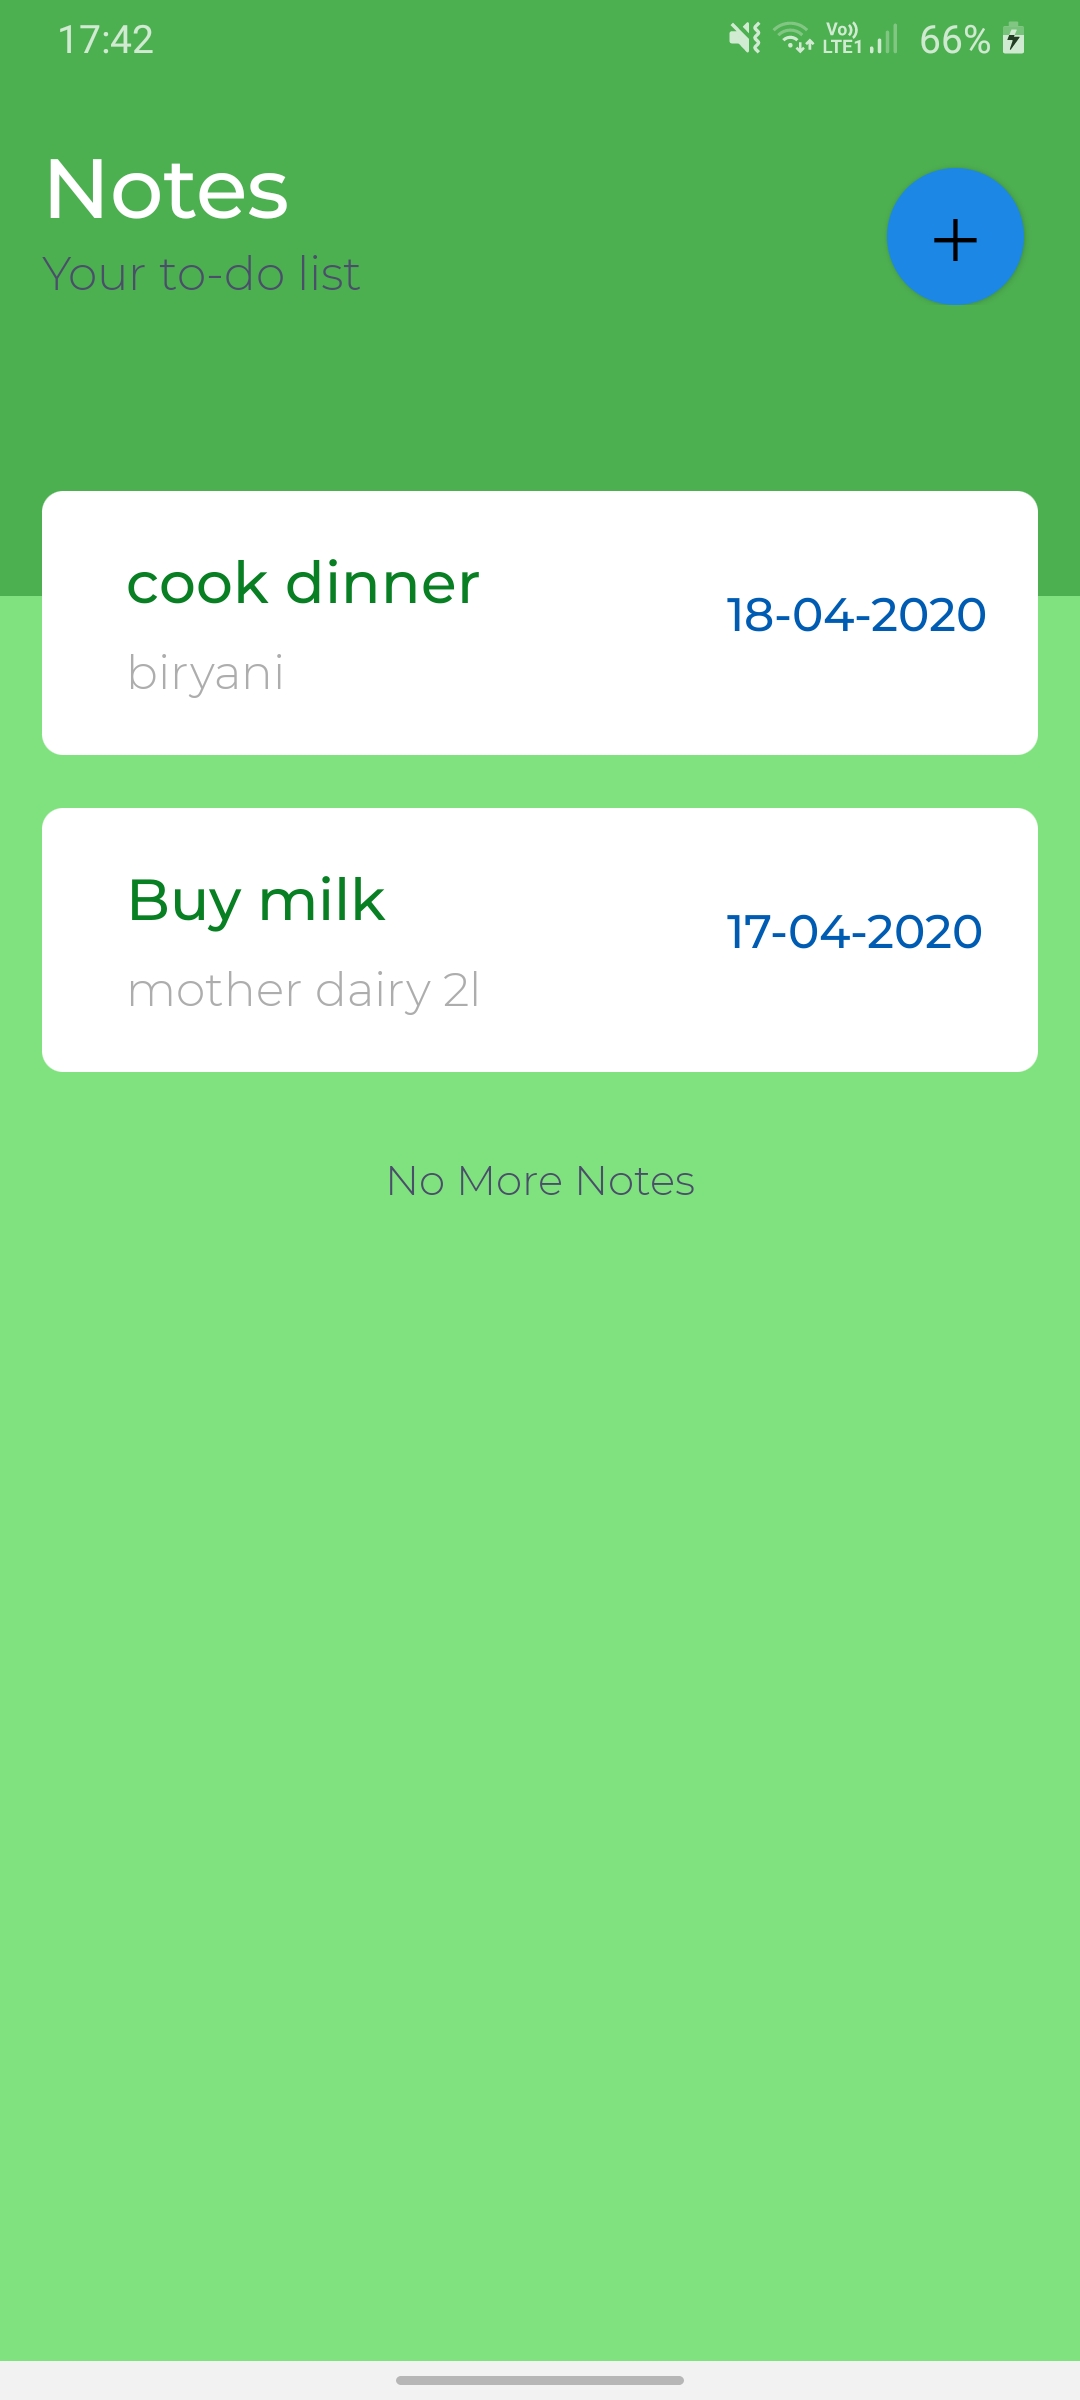 17:42
Vo))
LTE1
66%
Notes
Your to-do list
+
cook dinner
18-04-2020
biryani
Buy milk
17-04-2020
mother dairy 2l
No More Notes